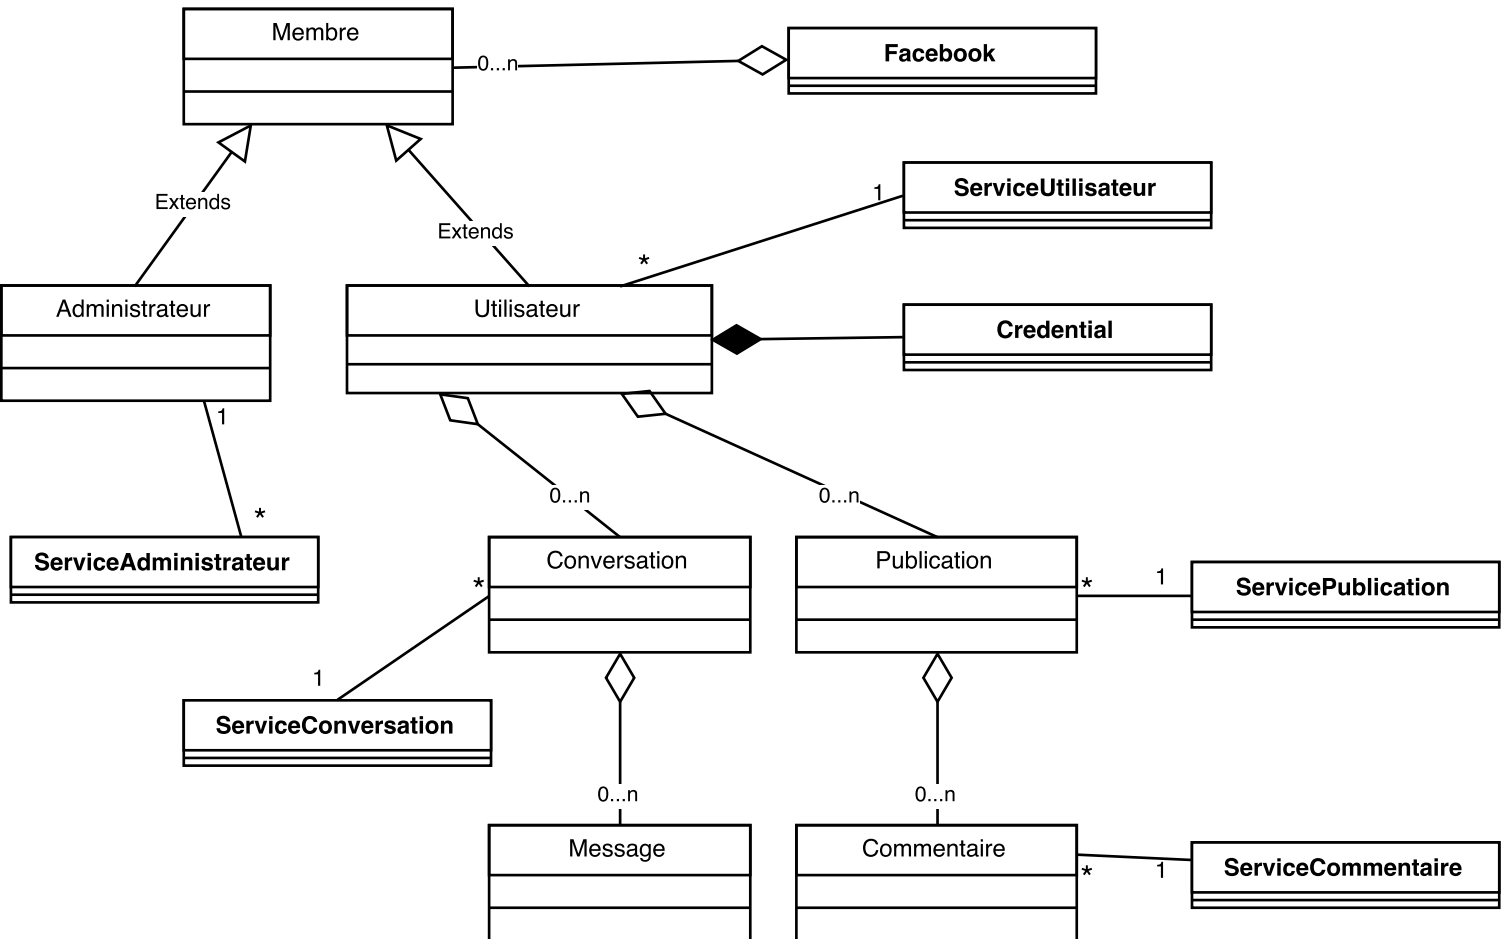 Membre
0...n
Facebook
Extends
Extends
1
ServiceUtilisateur
*
Administrateur
Utilisateur
Credential
1
*
0...n
0...n
ServiceAdministrateur
Conversation
Publication
*
*
1
ServicePublication
1
ServiceConversation
0...n
0...n
Message
Commentaire
*
1
ServiceCommentaire